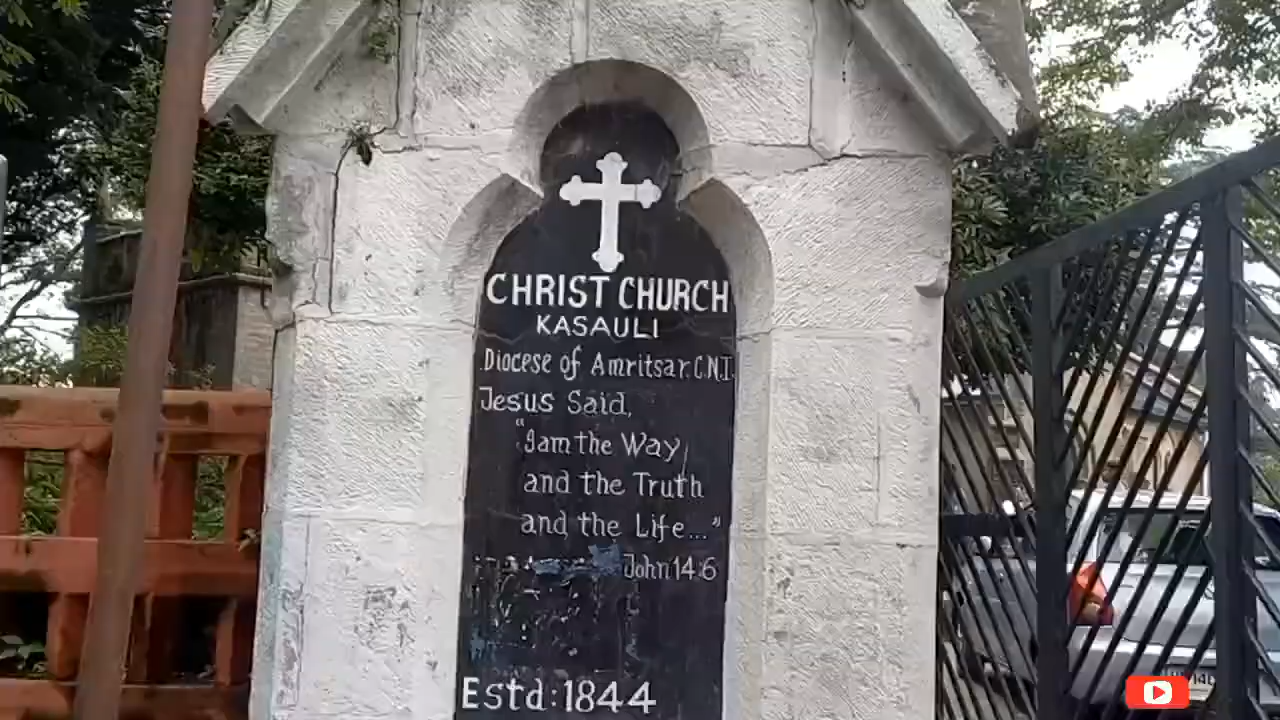 CHRIST CHURCH
KASAULI
Diocese of Amritsar. C.N.I.
Jesus Said,
"I am the Way
and the Truth
and the Life..."
John 14:6
Estd:1844